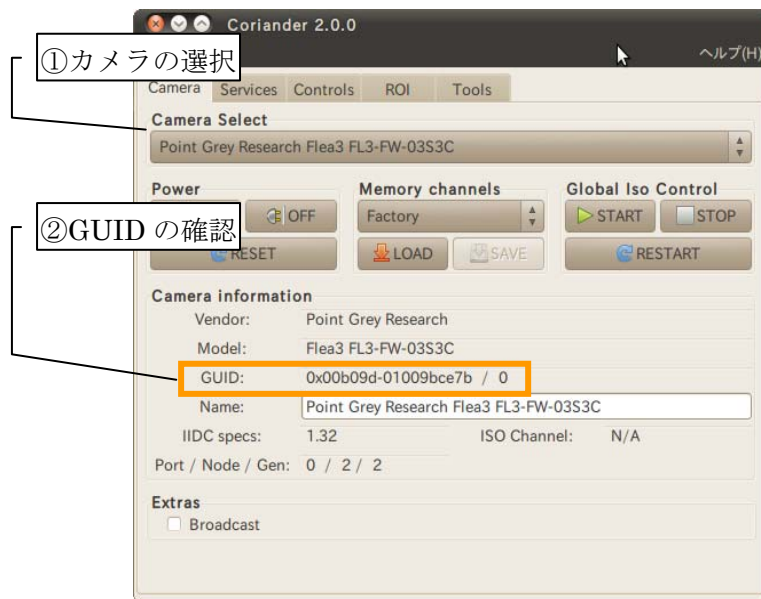 Coriander 2.0.0
①カメラの選択
ヘルプ(H)
Camera Services Controls ROI Tools
Camera Select
Point Grey Research Flea3 FL3-FW-03S3C
Power Memory channels Global Iso Control
②GUID の確認
OFF Factory START STOP
RESET LOAD SAVE RESTART
Camera information
Vendor: Point Grey Research
Model: Flea3 FL3-FW-03S3C
GUID: 0x00b09d-01009bce7b / 0
Name: Point Grey Research Flea3 FL3-FW-03S3C
IIDC specs: 1.32 ISO Channel: N/A
Port / Node / Gen: 0 / 2 / 2
Extras
Broadcast